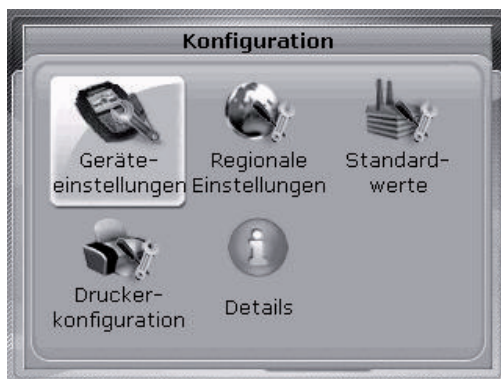 Konfiguration
Geräte-
einstellungen
Regionale
Einstellungen
Standard-
werte
Drucker-
konfiguration
Details